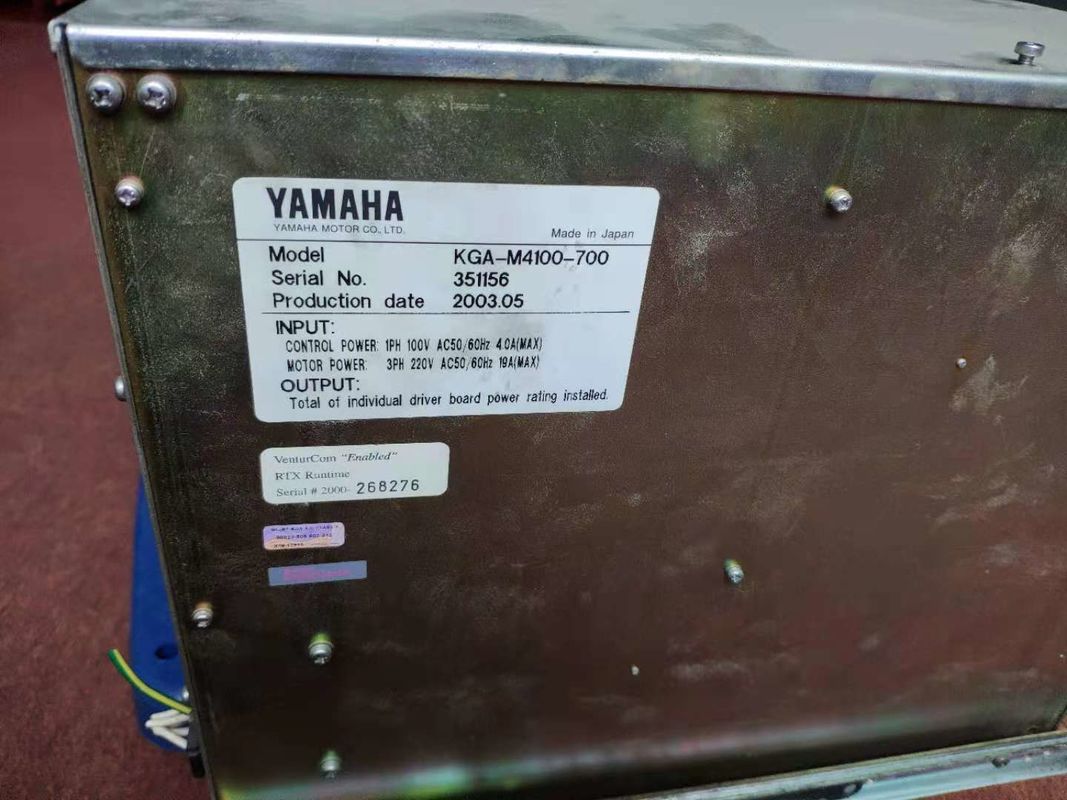 YAMAHA
YAMAHA MOTOR CO., LTD.
Made in Japan
Model KGA-M4100-700
Serial No. 351156
Production date 2003.05
INPUT:
CONTROL POWER: 1PH 100V AC50/60Hz 4.0A(MAX)
MOTOR POWER: 3PH 220V AC50/60Hz 19A(MAX)
OUTPUT:
Total of individual driver board power rating installed.
VenturCom "Enabled"
RTX Runtime
Serial # 2000- 268276